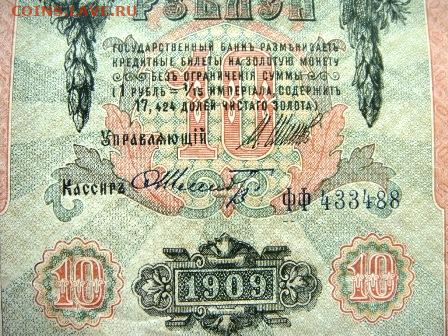 COINS.LAVE.RU
РУБЛЕЙ
ГОСУДАРСТВЕННЫЙ БАНКЪ РАЗМѢНИВАЕТЪ
КРЕДИТНЫЕ БИЛЕТЫ НА ЗОЛОТУЮ МОНЕТУ
БЕЗЪ ОГРАНИЧЕНІЯ СУММЫ
(1 РУБЛЬ = 1/15 ИМПЕРІАЛА, СОДЕРЖИТЪ
17,424 ДОЛЕЙ ЧИСТАГО ЗОЛОТА)
10
Управляющій
Кассиръ
ФФ 433488
10
1909
10